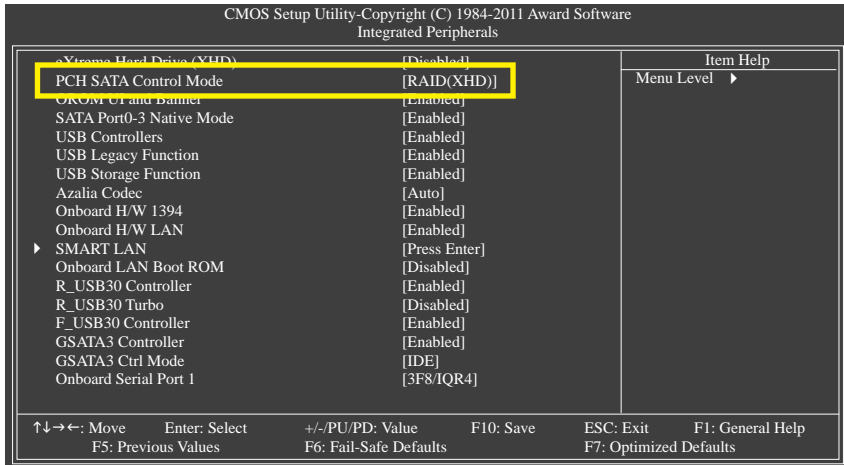 CMOS Setup Utility-Copyright (C) 1984-2011 Award Software
Integrated Peripherals
eXtreme Hard Drive (XHD) [Disabled]
PCH SATA Control Mode [RAID(XHD)]
OROM UI and Banner [Enabled]
SATA Port0-3 Native Mode [Enabled]
USB Controllers [Enabled]
USB Legacy Function [Enabled]
USB Storage Function [Enabled]
Azalia Codec [Auto]
Onboard H/W 1394 [Enabled]
Onboard H/W LAN [Enabled]
SMART LAN [Press Enter]
Onboard LAN Boot ROM [Disabled]
R_USB30 Controller [Enabled]
R_USB30 Turbo [Disabled]
F_USB30 Controller [Enabled]
GSATA3 Controller [Enabled]
GSATA3 Ctrl Mode [IDE]
Onboard Serial Port 1 [3F8/IQR4]
Item Help
Menu Level
↑↓→←: Move Enter: Select +/-/PU/PD: Value F10: Save ESC: Exit F1: General Help
F5: Previous Values F6: Fail-Safe Defaults F7: Optimized Defaults